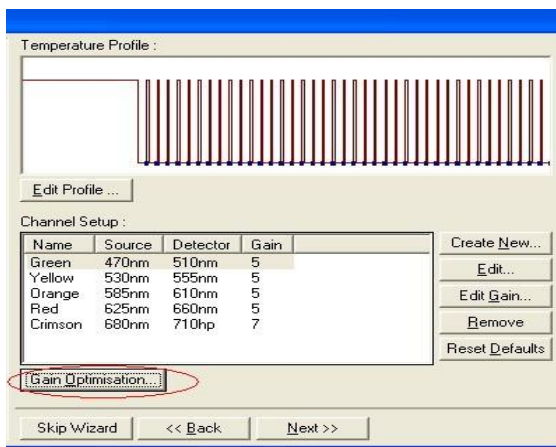 Temperature Profile :
Edit Profile ...
Channel Setup :
Name Source Detector Gain
Green 470nm 510nm 5
Yellow 530nm 555nm 5
Orange 585nm 610nm 5
Red 625nm 660nm 5
Crimson 680nm 710hp 7
Create New...
Edit...
Edit Gain...
Remove
Reset Defaults
Gain Optimisation...
Skip Wizard << Back Next >>